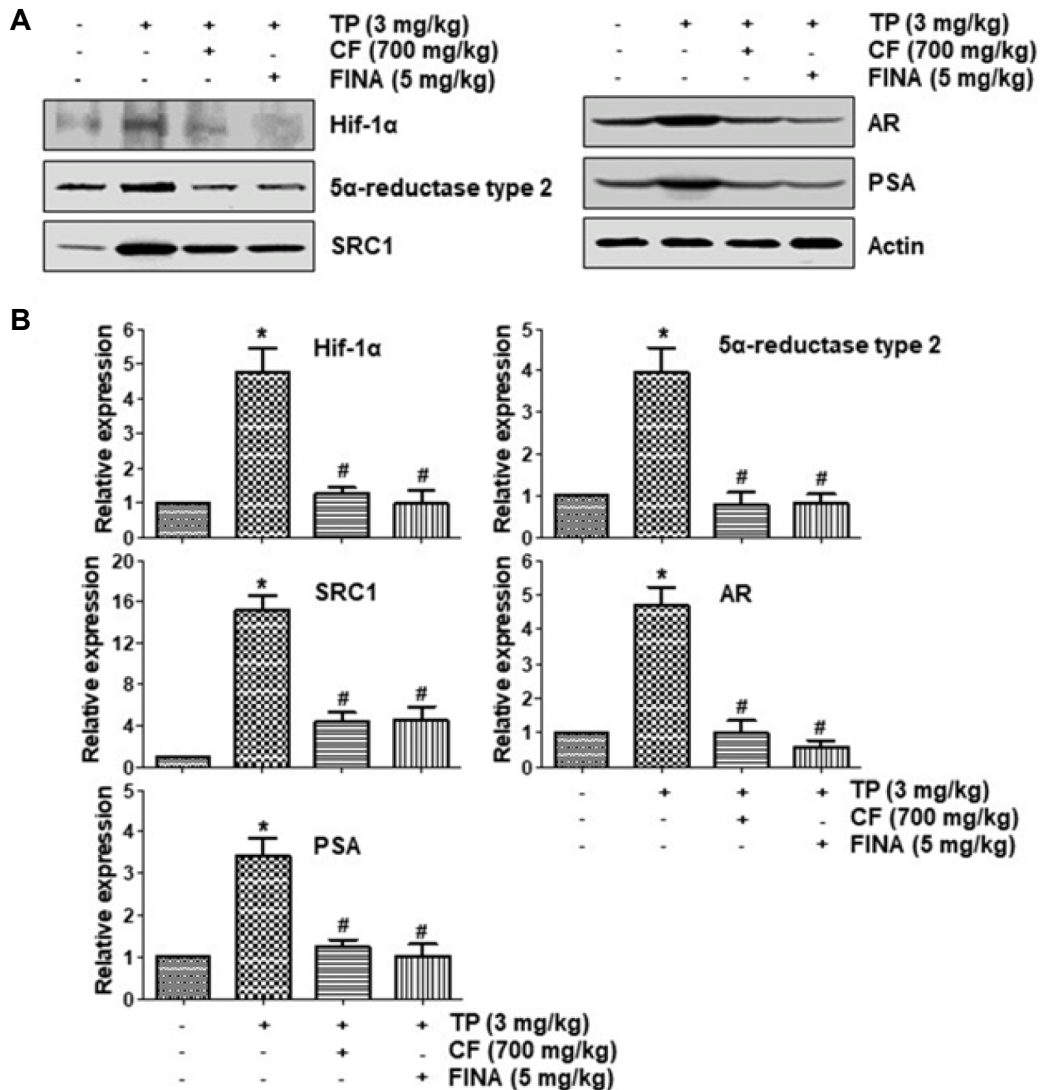 A
- + + + TP (3 mg/kg)
- - + - CF (700 mg/kg)
- - - + FINA (5 mg/kg)
Hif-1α
5α-reductase type 2
SRC1
- + + + TP (3 mg/kg)
- - + - CF (700 mg/kg)
- - - + FINA (5 mg/kg)
AR
PSA
Actin
B
Relative expression
6
5
4
3
2
1
0
Hif-1α
*
#
#
Relative expression
5
4
3
2
1
0
5α-reductase type 2
*
#
#
Relative expression
20
16
12
8
4
0
SRC1
*
#
#
Relative expression
6
5
4
3
2
1
0
AR
*
#
#
- + + + TP (3 mg/kg)
- - + - CF (700 mg/kg)
- - - + FINA (5 mg/kg)
Relative expression
5
4
3
2
1
0
PSA
*
#
#
- + + + TP (3 mg/kg)
- - + - CF (700 mg/kg)
- - - + FINA (5 mg/kg)